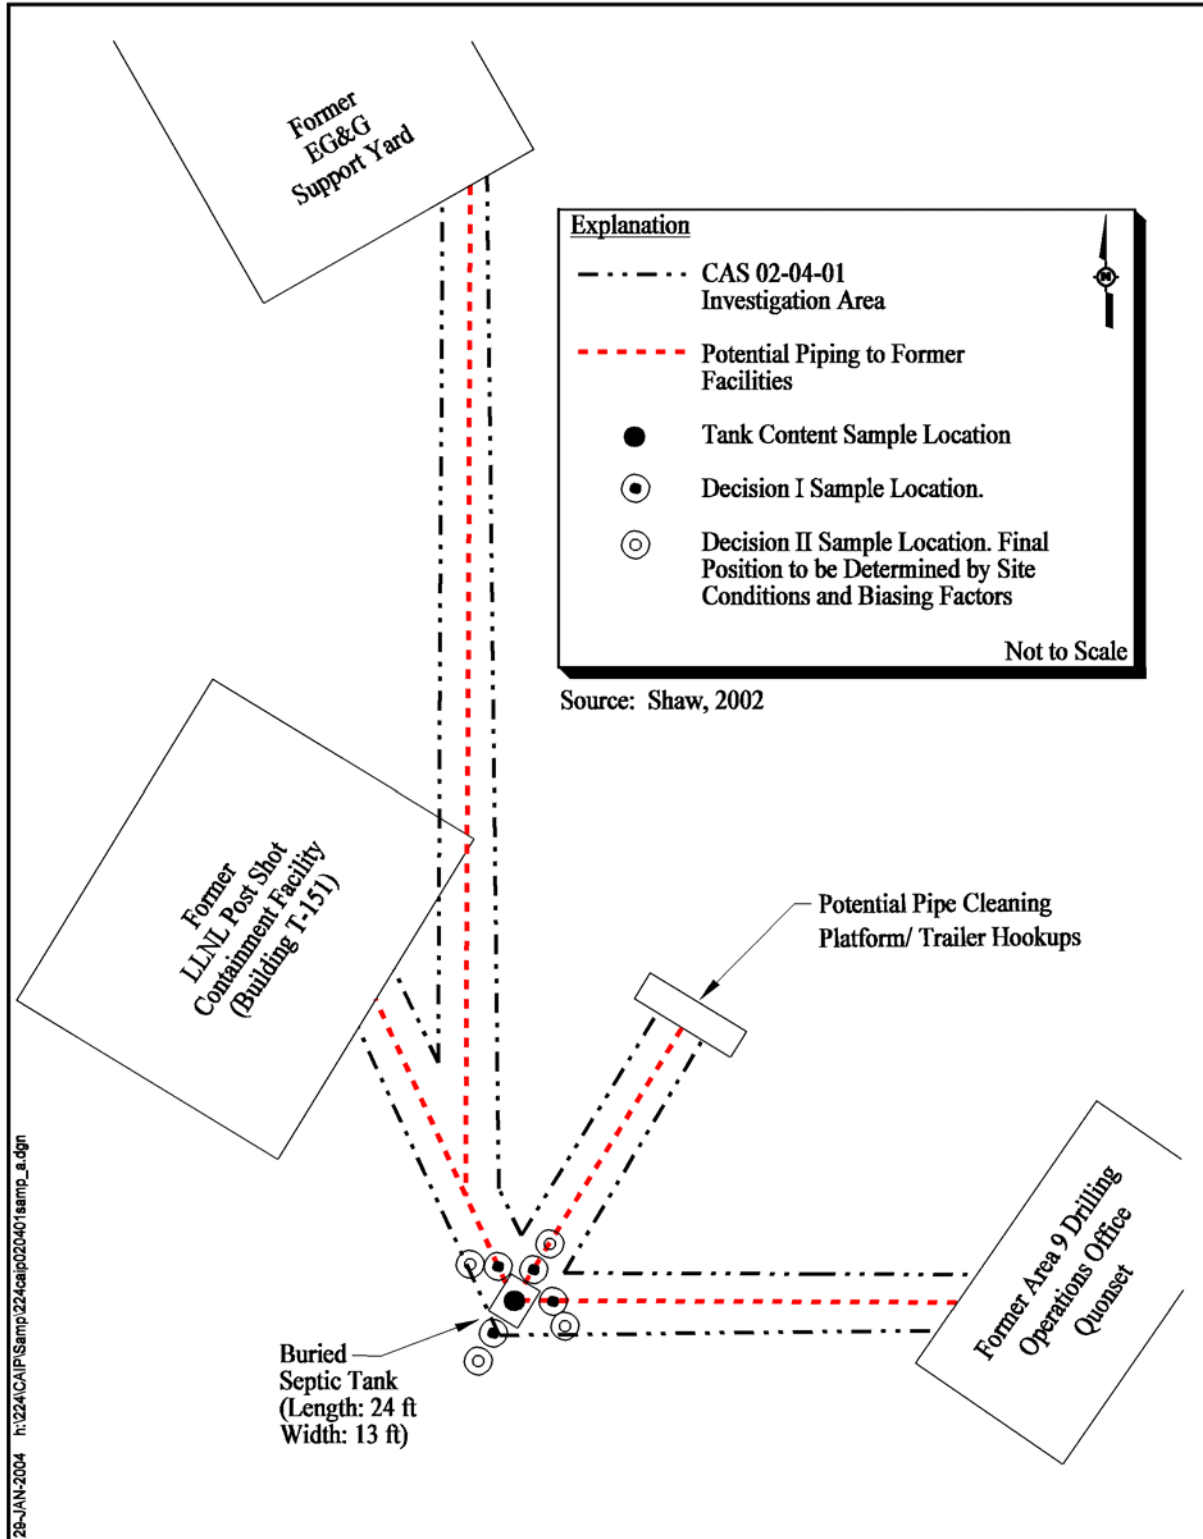 Former
EG&G
Support Yard
Explanation
CAS 02-04-01
Investigation Area
N
Potential Piping to Former
Facilities
Tank Content Sample Location
Decision I Sample Location.
Decision II Sample Location. Final
Position to be Determined by Site
Conditions and Biasing Factors
Not to Scale
Source: Shaw, 2002
Former
LLNL Post Shot
Containment Facility
(Building T-151)
Potential Pipe Cleaning
Platform/ Trailer Hookups
Former Area 9 Drilling
Operations Office
Quonset
Buried
Septic Tank
(Length: 24 ft
Width: 13 ft)
29-JAN-2004 h:\224\CAIP\Samp\224caip020401samp_a.dgn